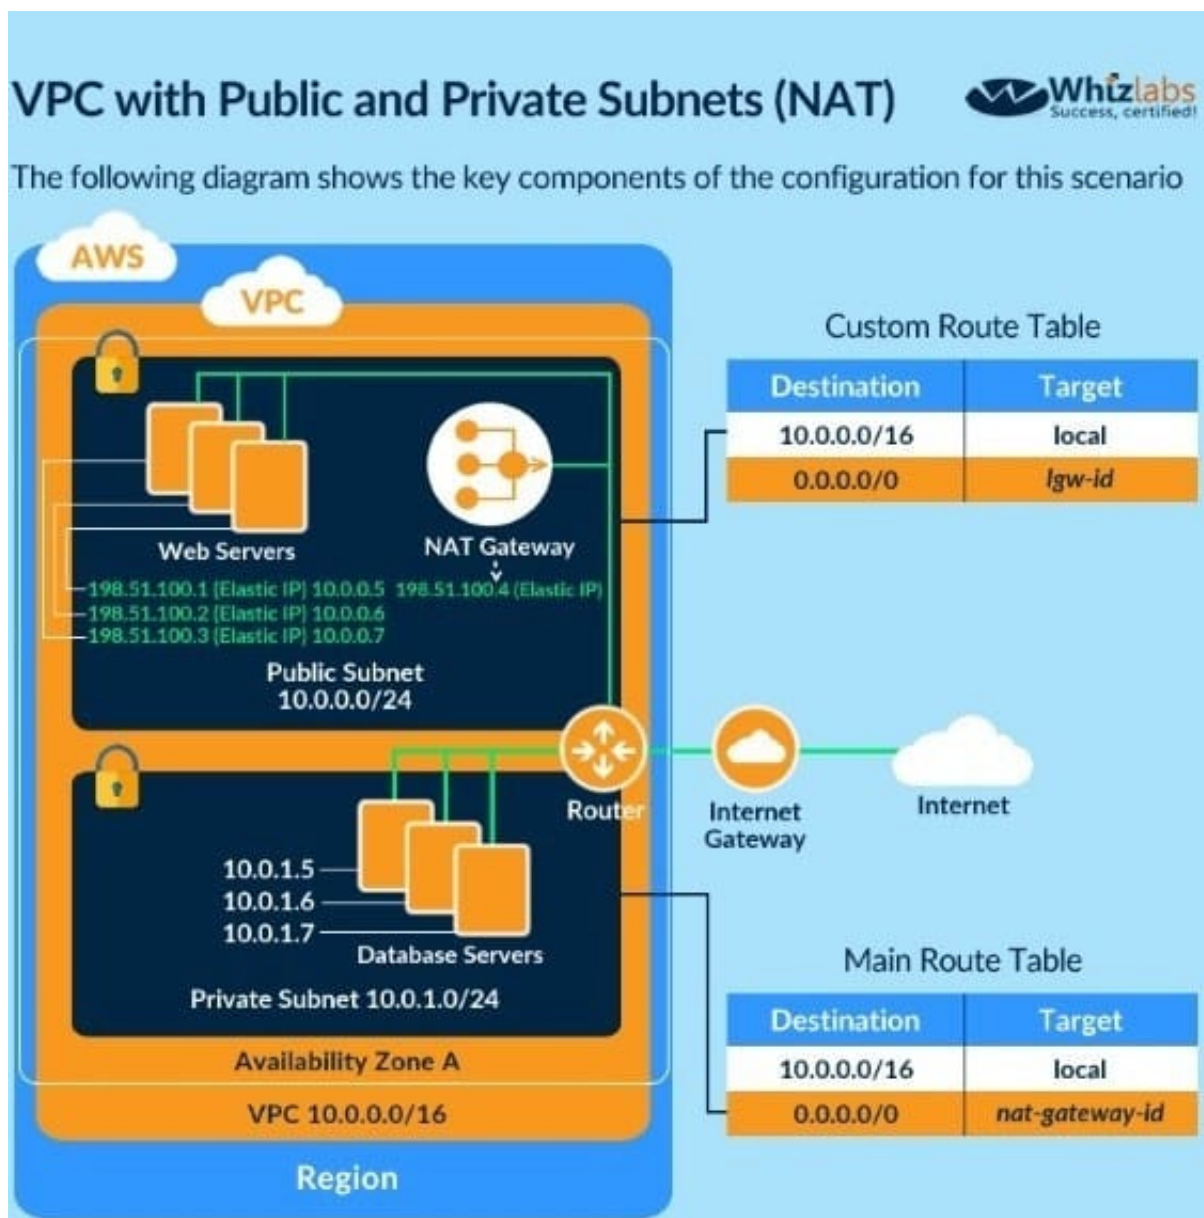 VPC with Public and Private Subnets (NAT)
Whizlabs
Success, certified!
The following diagram shows the key components of the configuration for this scenario
AWS
VPC
Web Servers
NAT Gateway
198.51.100.1 (Elastic IP) 10.0.0.5
198.51.100.4 (Elastic IP)
198.51.100.2 (Elastic IP) 10.0.0.6
198.51.100.3 (Elastic IP) 10.0.0.7
Public Subnet
10.0.0.0/24
Router
Internet
Gateway
Internet
10.0.1.5
10.0.1.6
10.0.1.7
Database Servers
Private Subnet 10.0.1.0/24
Availability Zone A
VPC 10.0.0.0/16
Region
Custom Route Table
Destination Target
10.0.0.0/16 local
0.0.0.0/0 lgw-id
Main Route Table
Destination Target
10.0.0.0/16 local
0.0.0.0/0 nat-gateway-id